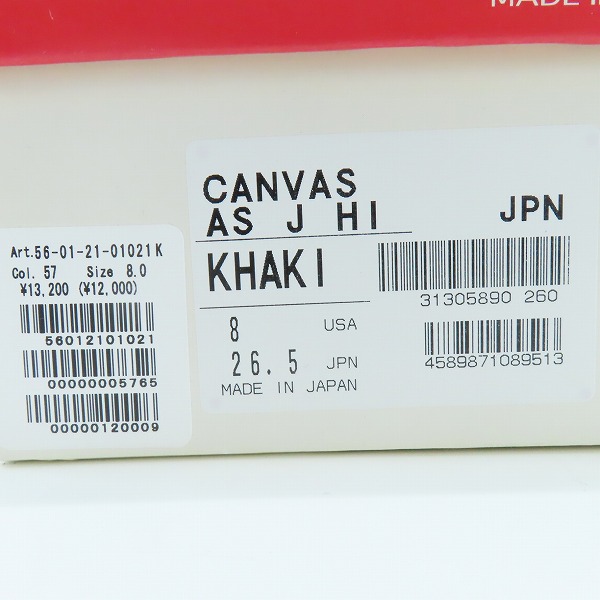 MADE I
CANVAS
AS J HI
JPN
KHAKI
31305890 260
8 USA
26.5 JPN
4589871089513
MADE IN JAPAN
Art.56-01-21-01021K
Col. 57 Size 8.0
¥13,200 (¥12,000)
56012101021
00000005765
00000120009